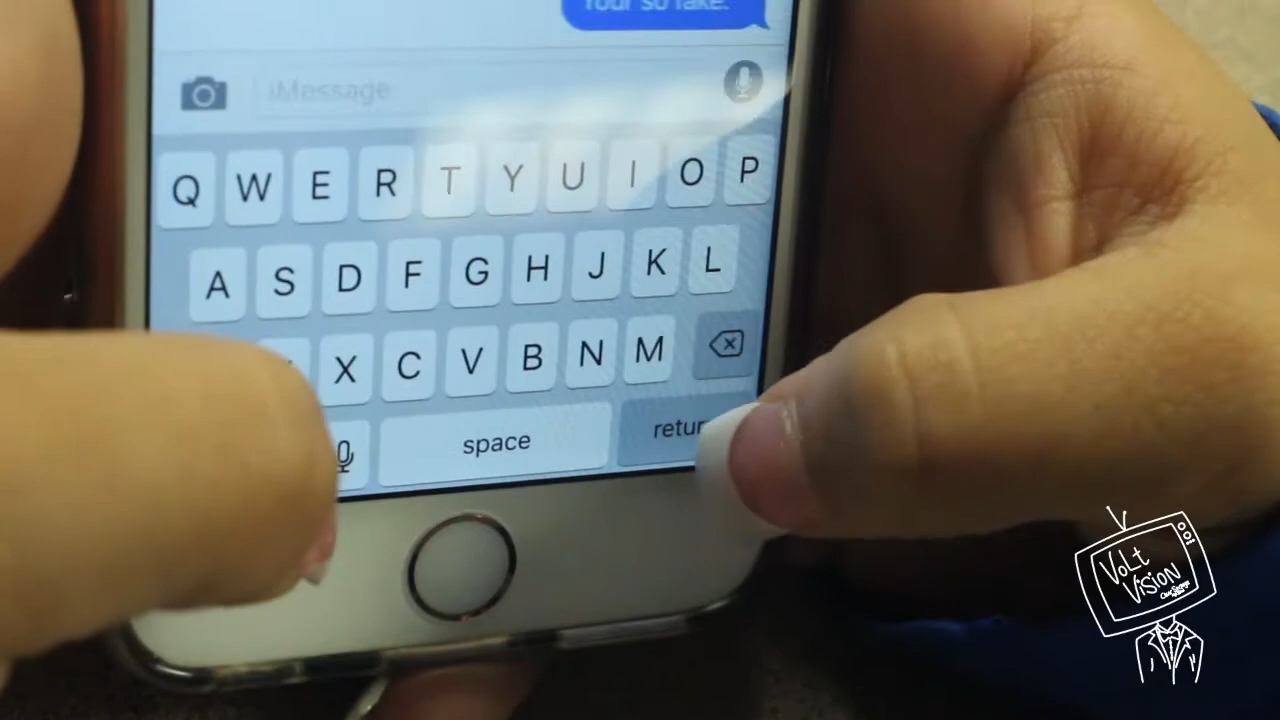 Your so fake.
iMessage
Q W E R T Y U I O P
A S D F G H J K L
X C V B N M
space retur
Volt
Vision